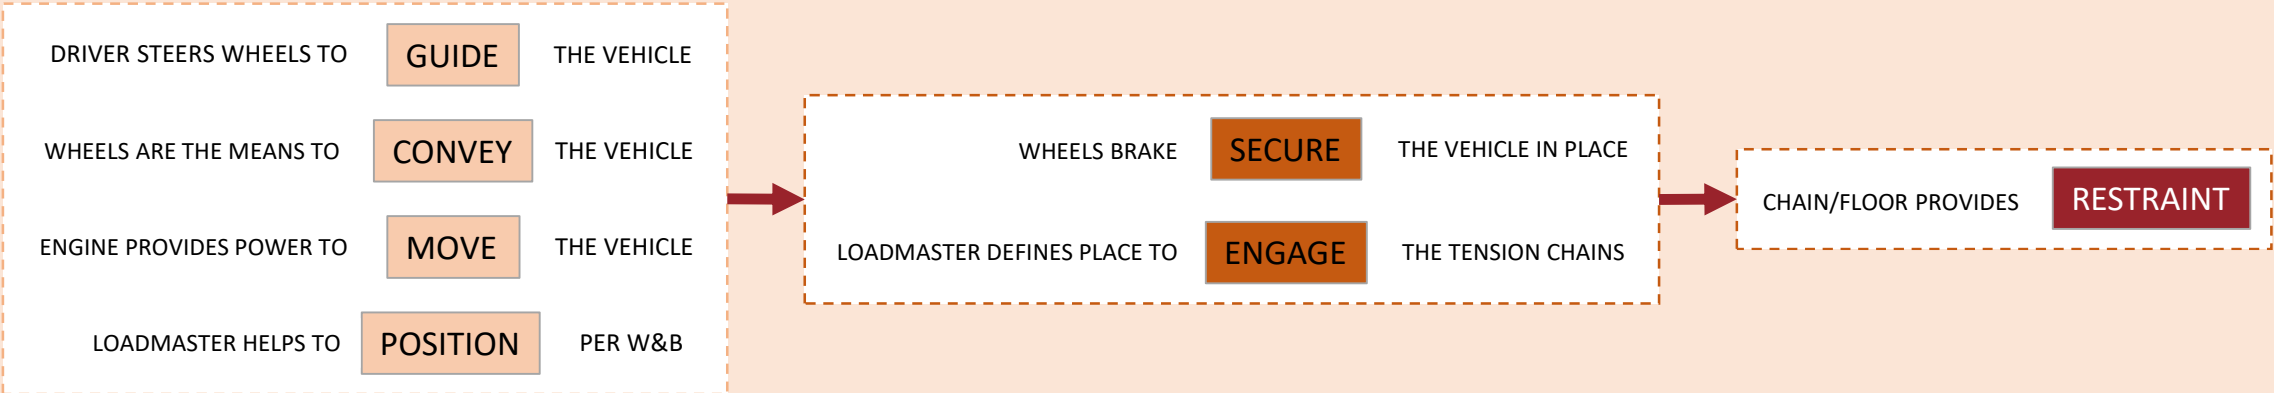 DRIVER STEERS WHEELS TO GUIDE THE VEHICLE
WHEELS ARE THE MEANS TO CONVEY THE VEHICLE
ENGINE PROVIDES POWER TO MOVE THE VEHICLE
LOADMASTER HELPS TO POSITION PER W&B
WHEELS BRAKE SECURE THE VEHICLE IN PLACE
LOADMASTER DEFINES PLACE TO ENGAGE THE TENSION CHAINS
CHAIN/FLOOR PROVIDES RESTRAINT